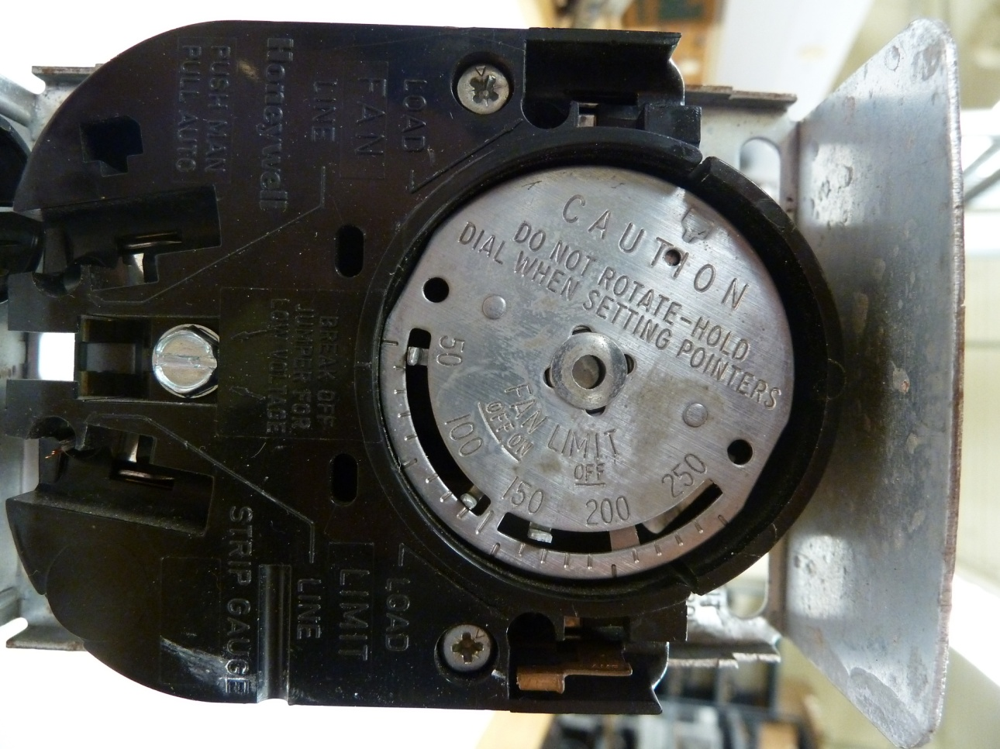 Honeywell
PUSH MAN
PULL AUTO
LOAD
FAN
LINE
BREAK OFF
JUMPER FOR
LOW VOLTAGE
LOAD
LIMIT
LINE
STRIP GAUGE
CAUTION
DO NOT ROTATE-HOLD
DIAL WHEN SETTING POINTERS
FAN LIMIT
OFF ON OFF
50 100 150 200 250